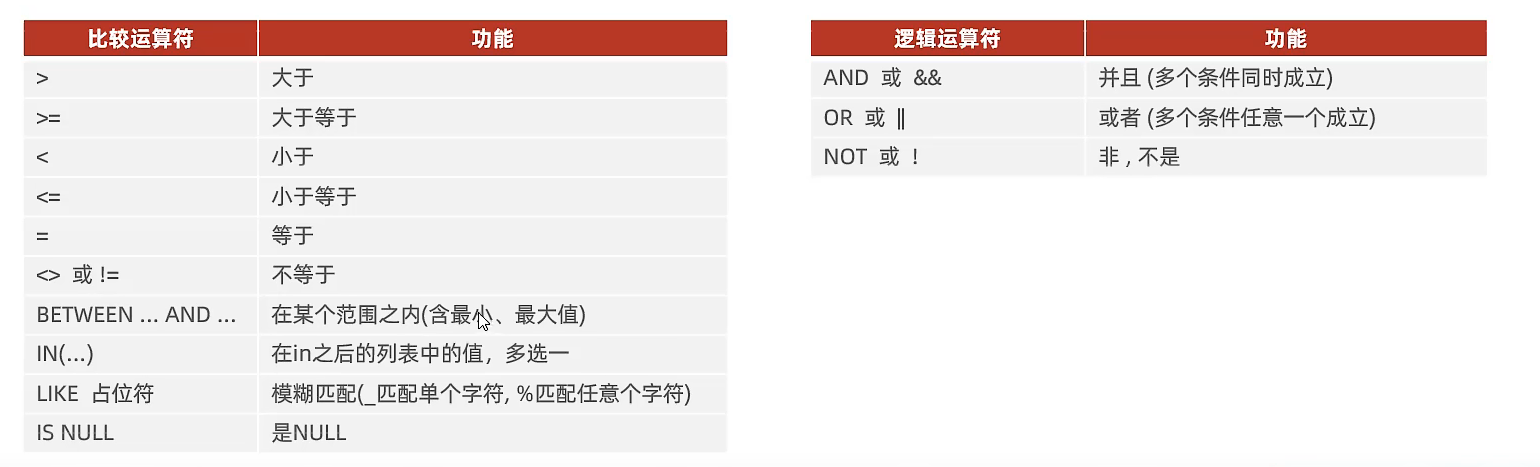 比较运算符 功能
> 大于
>= 大于等于
< 小于
<= 小于等于
= 等于
<> 或 != 不等于
BETWEEN ... AND ... 在某个范围之内(含最小、最大值)
IN(...) 在in之后的列表中的值，多选一
LIKE 占位符 模糊匹配(_匹配单个字符, %匹配任意个字符)
IS NULL 是NULL
逻辑运算符 功能
AND 或 && 并且 (多个条件同时成立)
OR 或 || 或者 (多个条件任意一个成立)
NOT 或 ! 非 , 不是